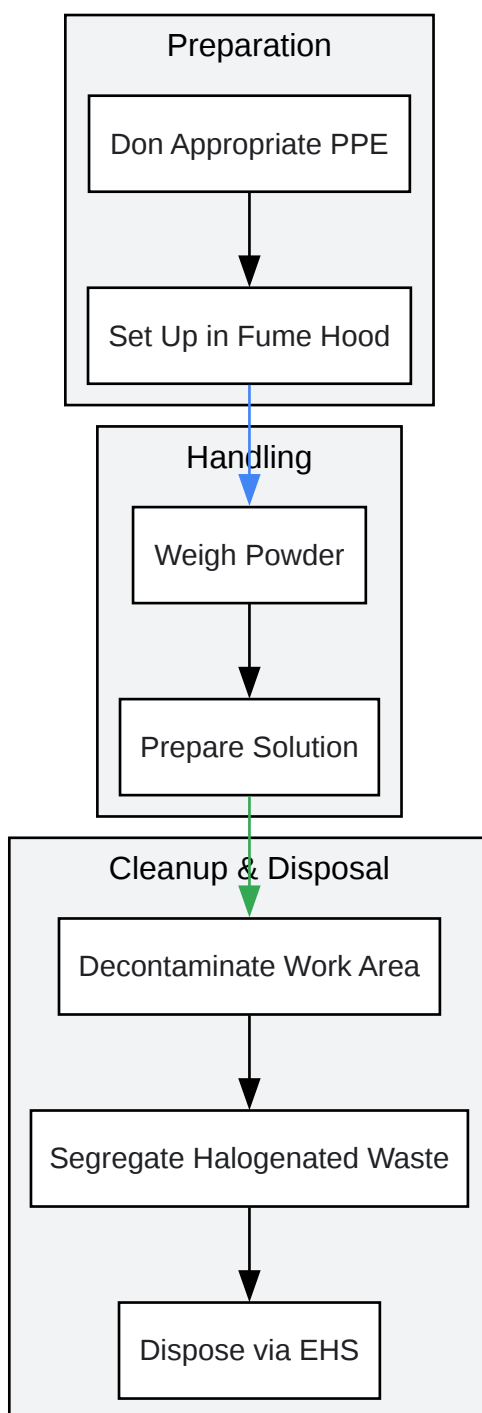 Preparation
Don Appropriate PPE
Set Up in Fume Hood
Handling
Weigh Powder
Prepare Solution
Cleanup & Disposal
Decontaminate Work Area
Segregate Halogenated Waste
Dispose via EHS